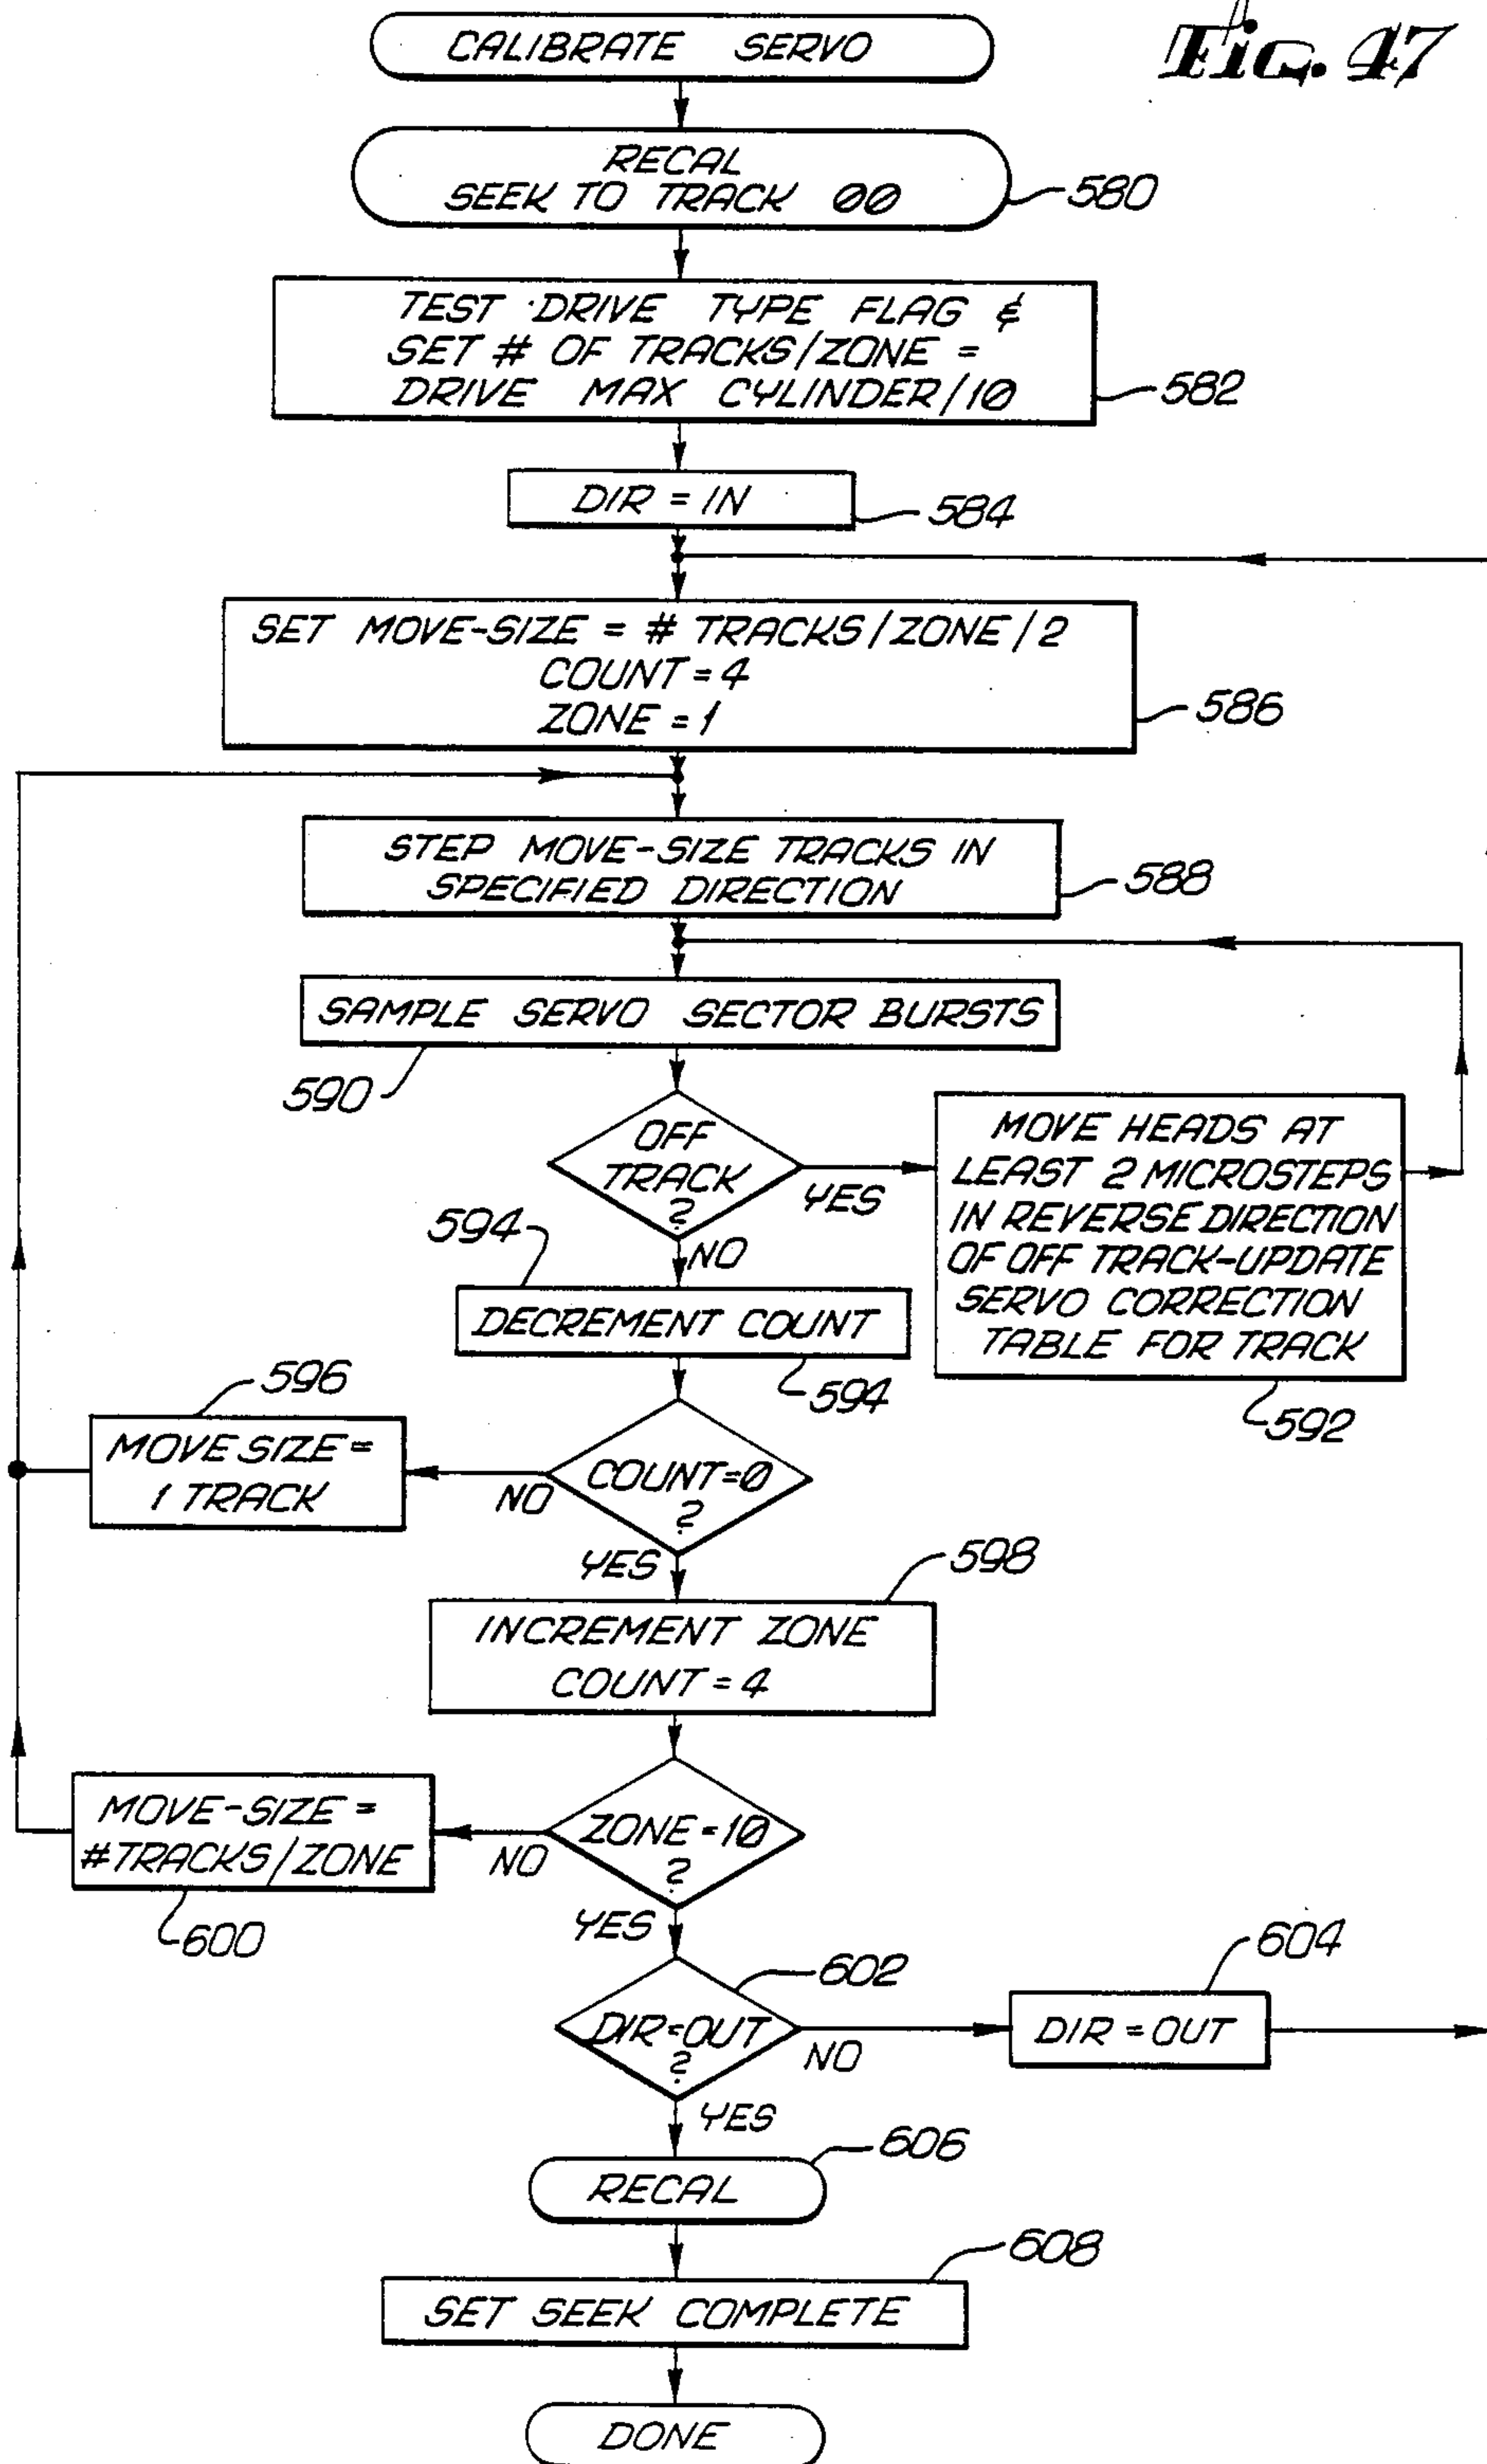 Fig. 47
CALIBRATE SERVO
RECAL
SEEK TO TRACK 00
580
TEST DRIVE TYPE FLAG &
SET # OF TRACKS/ZONE =
DRIVE MAX CYLINDER/10
582
DIR = IN
584
SET MOVE-SIZE = # TRACKS/ZONE/2
COUNT = 4
ZONE = 1
586
STEP MOVE-SIZE TRACKS IN
SPECIFIED DIRECTION
588
SAMPLE SERVO SECTOR BURSTS
590
OFF
TRACK
?
YES
NO
MOVE HEADS AT
LEAST 2 MICROSTEPS
IN REVERSE DIRECTION
OF OFF TRACK-UPDATE
SERVO CORRECTION
TABLE FOR TRACK
592
594
DECREMENT COUNT
594
596
MOVE SIZE =
1 TRACK
COUNT=0
?
NO
YES
598
INCREMENT ZONE
COUNT = 4
MOVE-SIZE =
#TRACKS/ZONE
600
ZONE=10
?
NO
YES
602
DIR=OUT
?
NO
604
DIR = OUT
YES
606
RECAL
608
SET SEEK COMPLETE
DONE